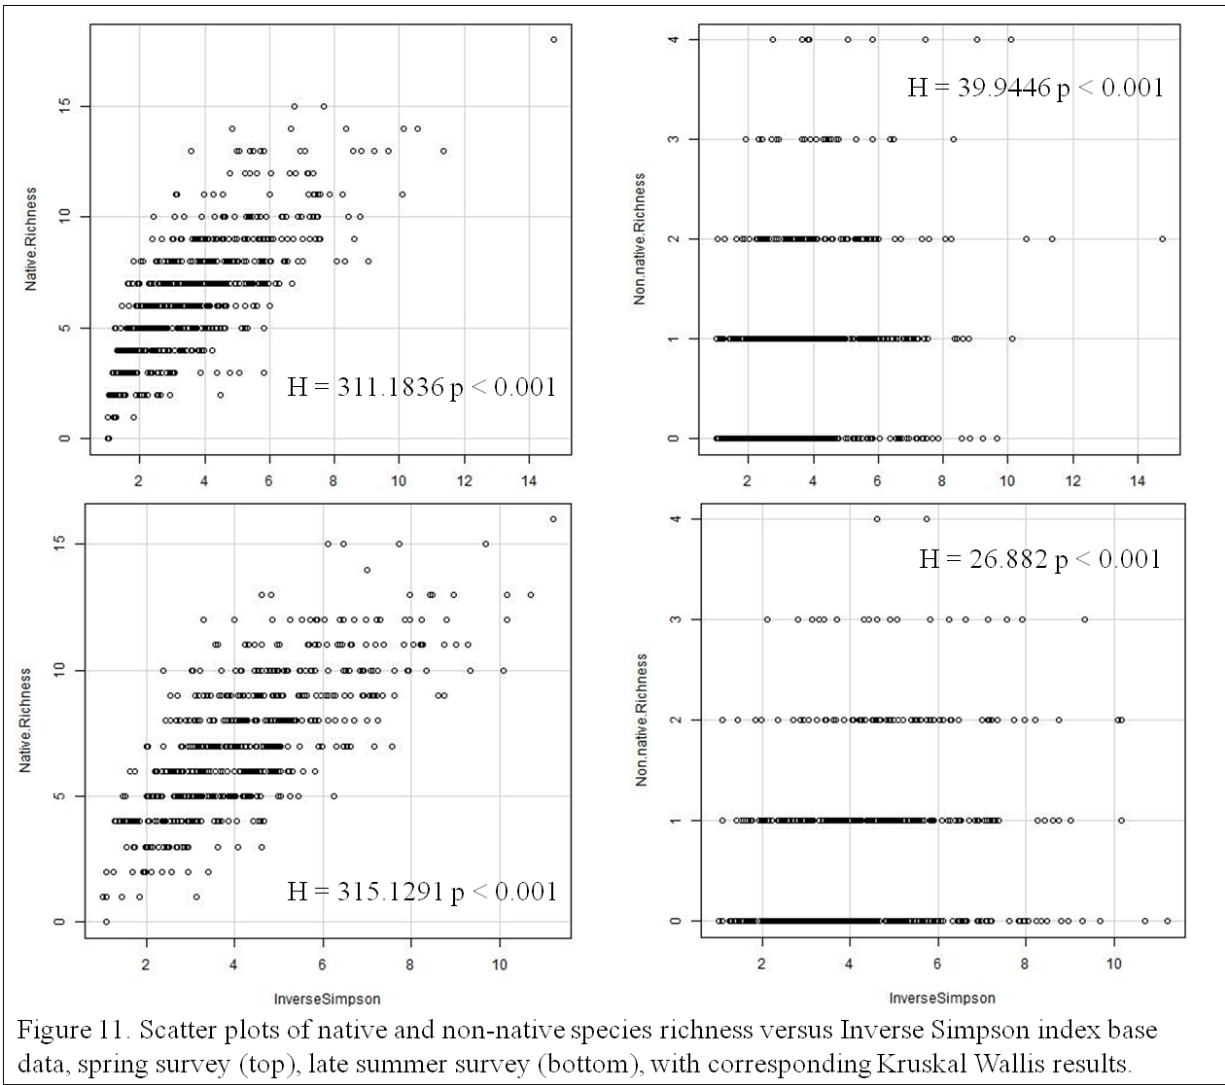 Native.Richness
15
10
5
0
H = 311.1836 p < 0.001
2 4 6 8 10 12 14
Non.native.Richness
4
3
2
1
0
H = 39.9446 p < 0.001
2 4 6 8 10 12 14
Native.Richness
15
10
5
0
H = 315.1291 p < 0.001
2 4 6 8 10
InverseSimpson
Non.native.Richness
4
3
2
1
0
H = 26.882 p < 0.001
2 4 6 8 10
InverseSimpson
Figure 11. Scatter plots of native and non-native species richness versus Inverse Simpson index base
data, spring survey (top), late summer survey (bottom), with corresponding Kruskal Wallis results.